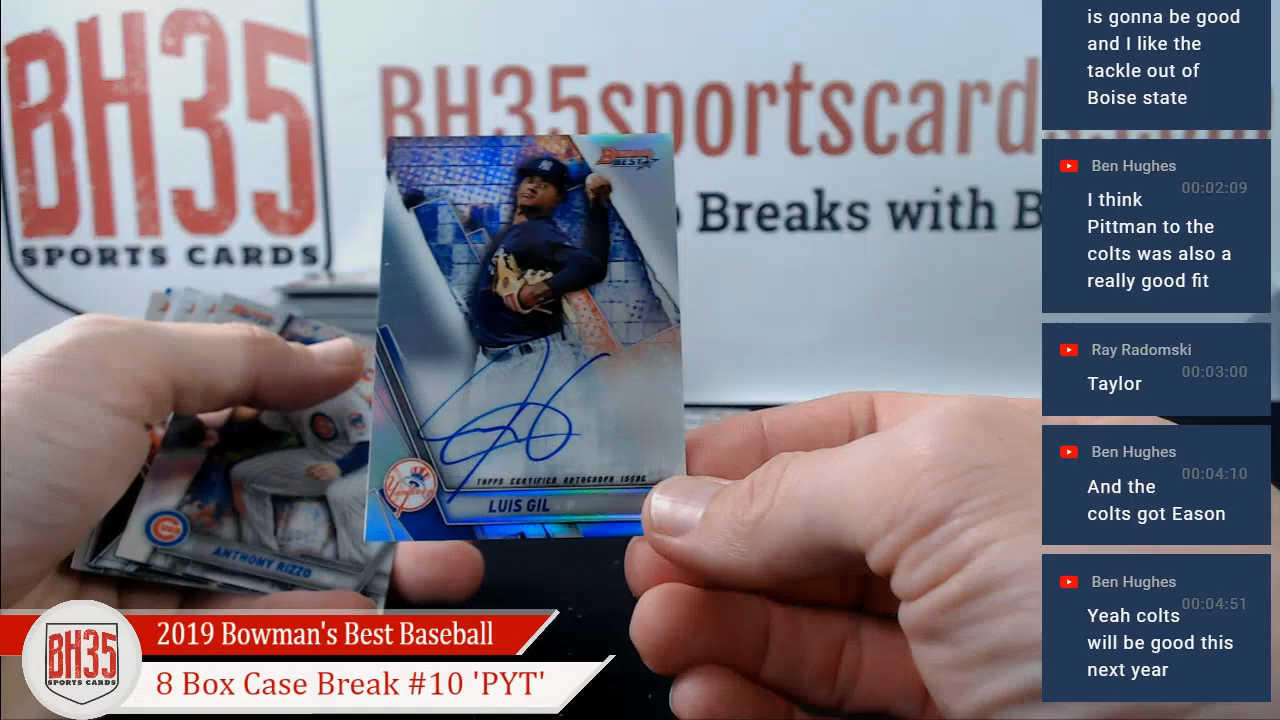 BH35
SPORTS CARDS
BH35sportscards.com
Breaks with B
Bowman's
BEST
TOPPS CERTIFIED AUTOGRAPH ISSUE
LUIS GIL
Yankees
NY
ANTHONY RIZZO
BH35
SPORTS CARDS
2019 Bowman's Best Baseball
8 Box Case Break #10 'PYT'
is gonna be good
and I like the
tackle out of
Boise state
Ben Hughes
00:02:09
I think
Pittman to the
colts was also a
really good fit
Ray Radomski
00:03:00
Taylor
Ben Hughes
00:04:10
And the
colts got Eason
Ben Hughes
00:04:51
Yeah colts
will be good this
next year